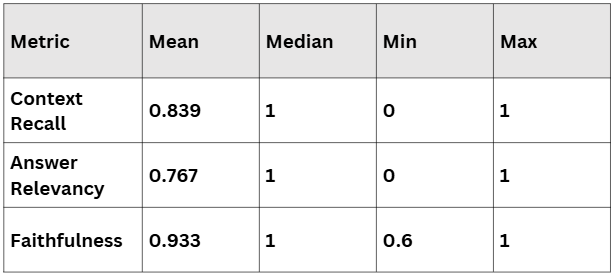 Metric Mean Median Min Max
Context
Recall 0.839 1 0 1
Answer
Relevancy 0.767 1 0 1
Faithfulness 0.933 1 0.6 1